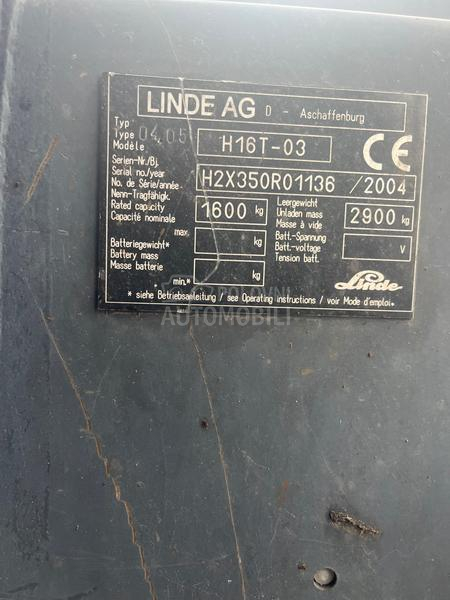 LINDE AG D - Aschaffenburg
Typ
Type 04.05 H16T-03
Modèle
Serien-Nr./Bj.
Serial no./year H2X350R01136 / 2004
No. de Série/année
Nenn-Tragfähigk. Leergewicht
Rated capacity 1600 kg Unladen mass 2900 kg
Capacité nominale Masse à vide
max. kg Batt.-Spannung
Batteriegewicht* Batt.-voltage V
Battery mass Tension batt.
Masse batterie kg
min.* Linde
* siehe Betriebsanleitung / see Operating instructions / voir Mode d'emploi*
POLOVNI
AUTOMOBILI